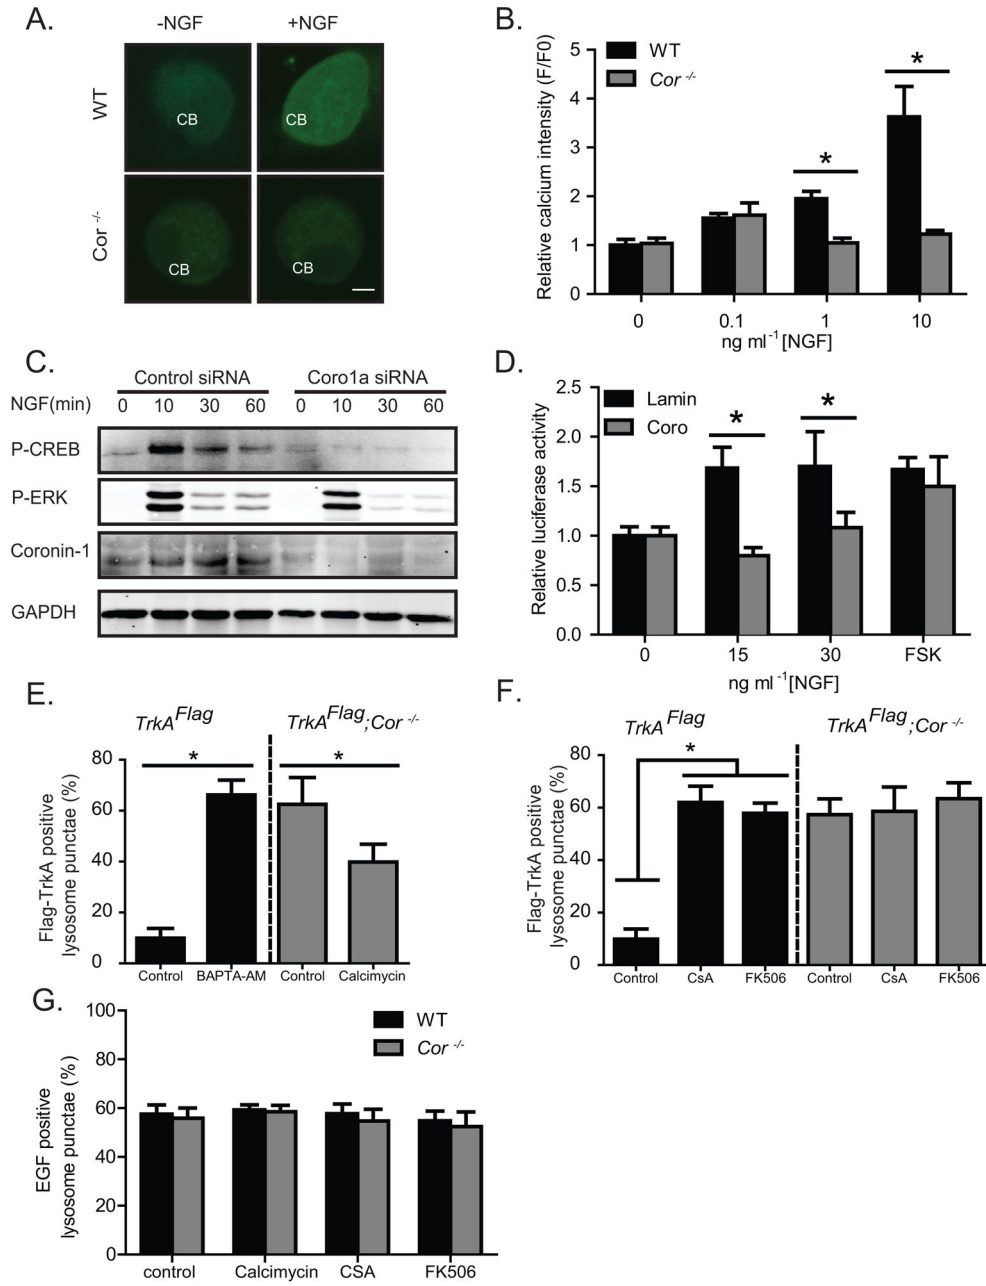 A.
-NGF +NGF
WT
CB CB
Cor -/-
CB CB
B.
Relative calcium intensity (F/F0)
5
4
3
2
1
0
WT
Cor -/-
* *
0 0.1 1 10
ng ml-1 [NGF]
C.
Control siRNA Coro1a siRNA
NGF(min) 0 10 30 60 0 10 30 60
P-CREB
P-ERK
Coronin-1
GAPDH
D.
Relative luciferase activity
2.5
2.0
1.5
1.0
0.5
0.0
Lamin
Coro
* *
0 15 30 FSK
ng ml-1 [NGF]
E.
TrkAFlag TrkAFlag;Cor -/-
Flag-TrkA positive
lysosome punctae (%)
80
60
40
20
0
* *
Control BAPTA-AM Control Calcimycin
F.
TrkAFlag TrkAFlag;Cor -/-
Flag-TrkA positive
lysosome punctae (%)
80
60
40
20
0
*
Control CsA FK506 Control CsA FK506
G.
EGF positive
lysosome punctae (%)
100
80
60
40
20
0
WT
Cor -/-
control Calcimycin CSA FK506